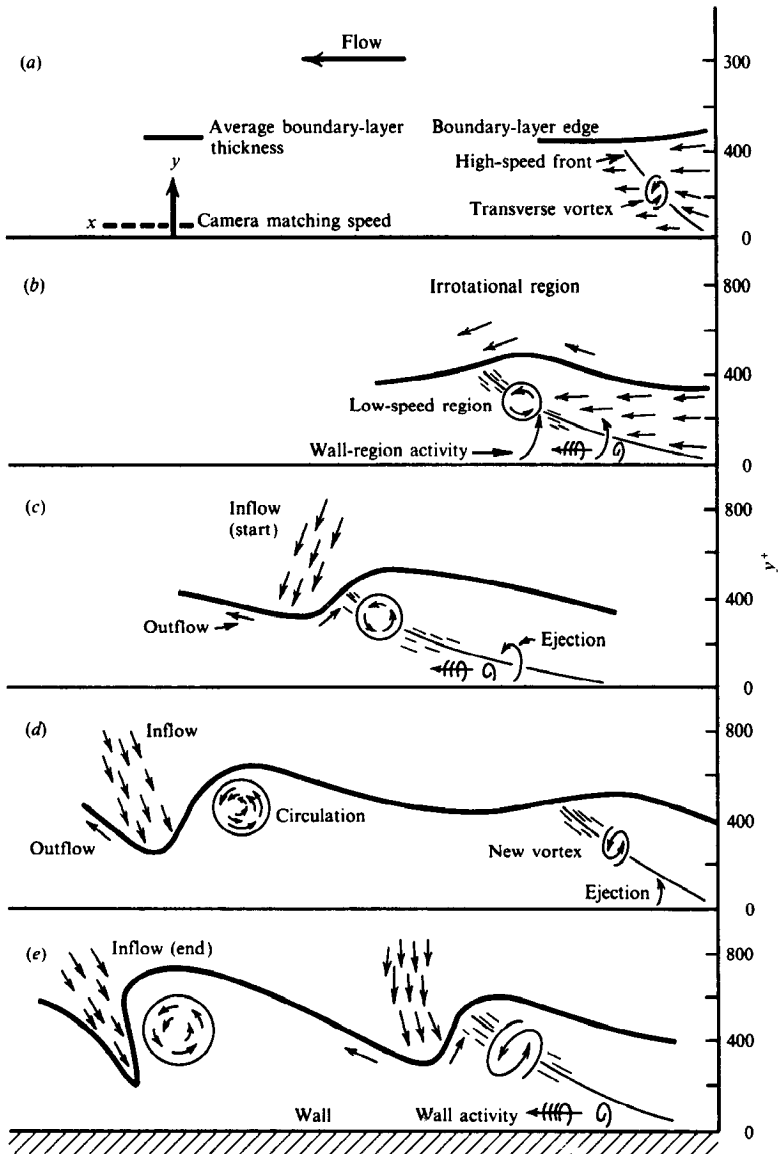 (a)
Flow
300
Average boundary-layer
thickness
Boundary-layer edge
400
High-speed front
y
Transverse vortex
x
Camera matching speed
0
(b)
Irrotational region
800
400
Low-speed region
Wall-region activity
0
(c)
Inflow
(start)
800
y+
400
Outflow
Ejection
0
(d)
Inflow
800
Circulation
400
Outflow
New vortex
Ejection
0
(e)
Inflow (end)
800
400
Wall
Wall activity
0